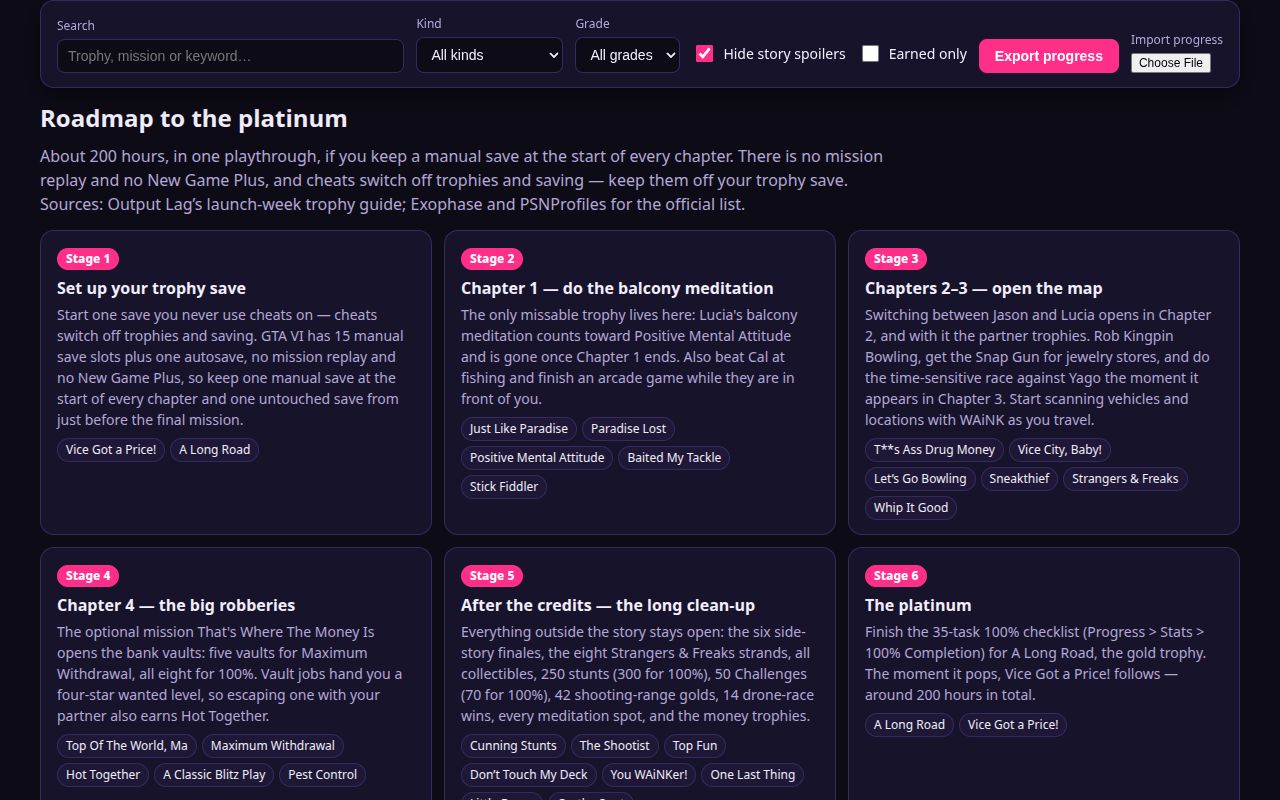 Search
Kind
Grade
Import progress
Trophy, mission or keyword…
All kinds
All grades
Hide story spoilers
Earned only
Export progress
Choose File
Roadmap to the platinum
About 200 hours, in one playthrough, if you keep a manual save at the start of every chapter. There is no mission
replay and no New Game Plus, and cheats switch off trophies and saving — keep them off your trophy save.
Sources: Output Lag’s launch-week trophy guide; Exophase and PSNProfiles for the official list.
Stage 1
Set up your trophy save
Start one save you never use cheats on — cheats
switch off trophies and saving. GTA VI has 15 manual
save slots plus one autosave, no mission replay and
no New Game Plus, so keep one manual save at the
start of every chapter and one untouched save from
just before the final mission.
Vice Got a Price!
A Long Road
Stage 2
Chapter 1 — do the balcony meditation
The only missable trophy lives here: Lucia's balcony
meditation counts toward Positive Mental Attitude
and is gone once Chapter 1 ends. Also beat Cal at
fishing and finish an arcade game while they are in
front of you.
Just Like Paradise
Paradise Lost
Positive Mental Attitude
Baited My Tackle
Stick Fiddler
Stage 3
Chapters 2–3 — open the map
Switching between Jason and Lucia opens in Chapter
2, and with it the partner trophies. Rob Kingpin
Bowling, get the Snap Gun for jewelry stores, and do
the time-sensitive race against Yago the moment it
appears in Chapter 3. Start scanning vehicles and
locations with WAiNK as you travel.
T**s Ass Drug Money
Vice City, Baby!
Let’s Go Bowling
Sneakthief
Strangers & Freaks
Whip It Good
Stage 4
Chapter 4 — the big robberies
The optional mission That's Where The Money Is
opens the bank vaults: five vaults for Maximum
Withdrawal, all eight for 100%. Vault jobs hand you a
four-star wanted level, so escaping one with your
partner also earns Hot Together.
Top Of The World, Ma
Maximum Withdrawal
Hot Together
A Classic Blitz Play
Pest Control
Stage 5
After the credits — the long clean-up
Everything outside the story stays open: the six side-
story finales, the eight Strangers & Freaks strands, all
collectibles, 250 stunts (300 for 100%), 50 Challenges
(70 for 100%), 42 shooting-range golds, 14 drone-race
wins, every meditation spot, and the money trophies.
Cunning Stunts
The Shootist
Top Fun
Don’t Touch My Deck
You WAiNKer!
One Last Thing
Stage 6
The platinum
Finish the 35-task 100% checklist (Progress > Stats >
100% Completion) for A Long Road, the gold trophy.
The moment it pops, Vice Got a Price! follows —
around 200 hours in total.
A Long Road
Vice Got a Price!